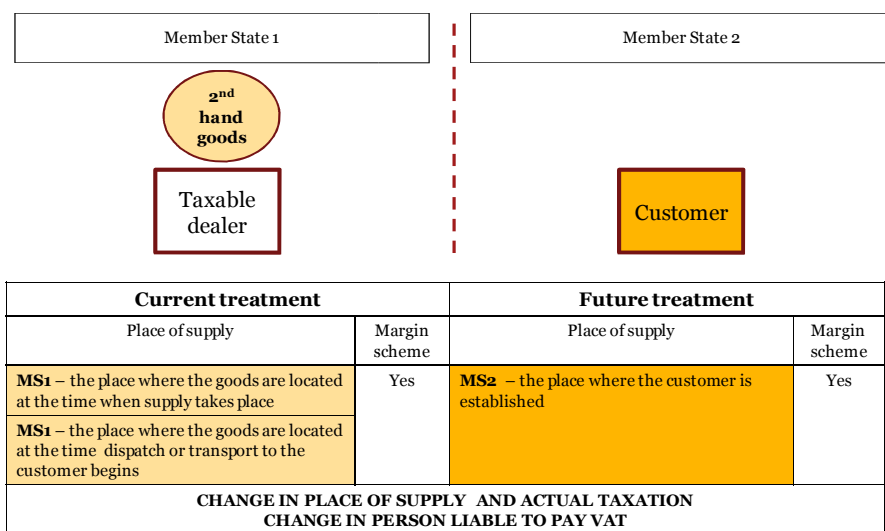 Member State 1
Member State 2
2nd
hand
goods
Taxable
dealer
Customer
Current treatment
Future treatment
Place of supply
Margin
scheme
Place of supply
Margin
scheme
MS1 – the place where the goods are located
at the time when supply takes place
Yes
MS2 – the place where the customer is
established
Yes
MS1 – the place where the goods are located
at the time dispatch or transport to the
customer begins
CHANGE IN PLACE OF SUPPLY AND ACTUAL TAXATION
CHANGE IN PERSON LIABLE TO PAY VAT